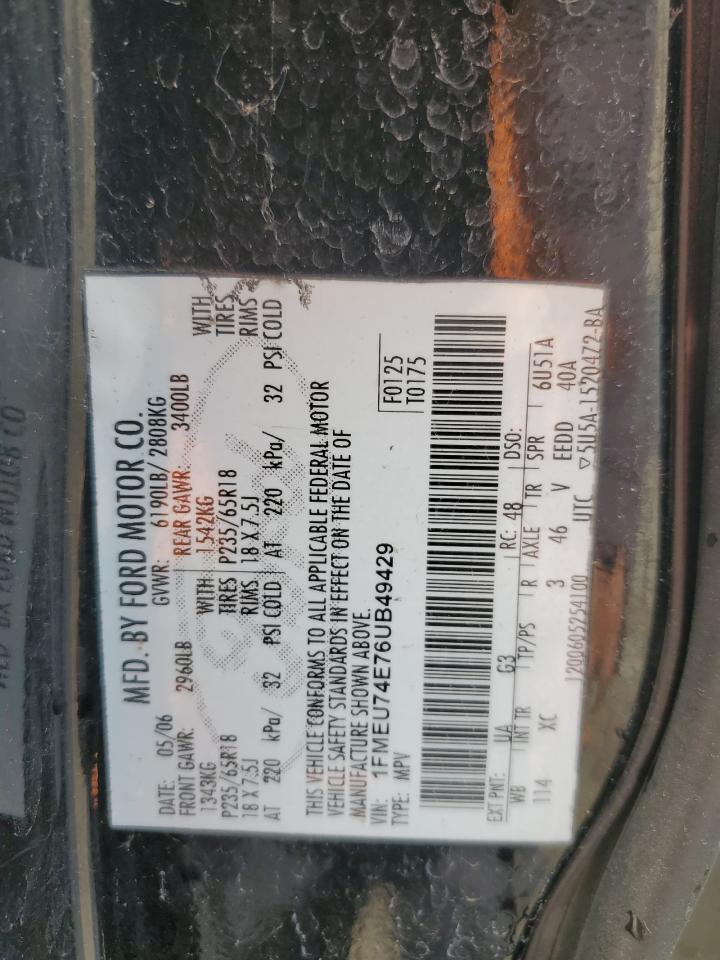 MFD. BY FORD MOTOR CO.
DATE: 05/06 GVWR: 6190LB/ 2808KG
FRONT GAWR: 2960LB REAR GAWR: 3400LB
1343KG WITH 1542KG WITH
P235/65R18 TIRES P235/65R18 TIRES
18 X 7.5J RIMS 18 X 7.5J RIMS
AT 220 kPa/ 32 PSI COLD AT 220 kPa/ 32 PSI COLD
THIS VEHICLE CONFORMS TO ALL APPLICABLE FEDERAL MOTOR
VEHICLE SAFETY STANDARDS IN EFFECT ON THE DATE OF
MANUFACTURE SHOWN ABOVE.
VIN: 1FMEU74E76UB49429 F0125
TYPE: MPV T0175
EXT PNT: UA G3 RC: 48 DSO:
WB INT TR TP/PS R AXLE TR SPR 6U51A
114 XC 3 46 V EEDD 40A
1200605254100 UTC ▽5U5A-1520472-BA